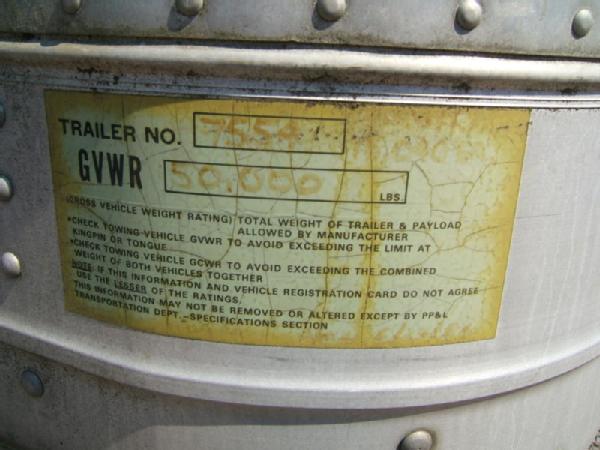 TRAILER NO. 7554
GVWR 50,000 LBS.
(GROSS VEHICLE WEIGHT RATING) TOTAL WEIGHT OF TRAILER & PAYLOAD
ALLOWED BY MANUFACTURER
*CHECK TOWING VEHICLE GVWR TO AVOID EXCEEDING THE LIMIT AT
KINGPIN OR TONGUE
*CHECK TOWING VEHICLE GCWR TO AVOID EXCEEDING THE COMBINED
WEIGHT OF BOTH VEHICLES TOGETHER
NOTE: IF THIS INFORMATION AND VEHICLE REGISTRATION CARD DO NOT AGREE
USE THE LESSER OF THE RATINGS.
THIS INFORMATION MAY NOT BE REMOVED OR ALTERED EXCEPT BY PP&L
TRANSPORTATION DEPT. -SPECIFICATIONS SECTION